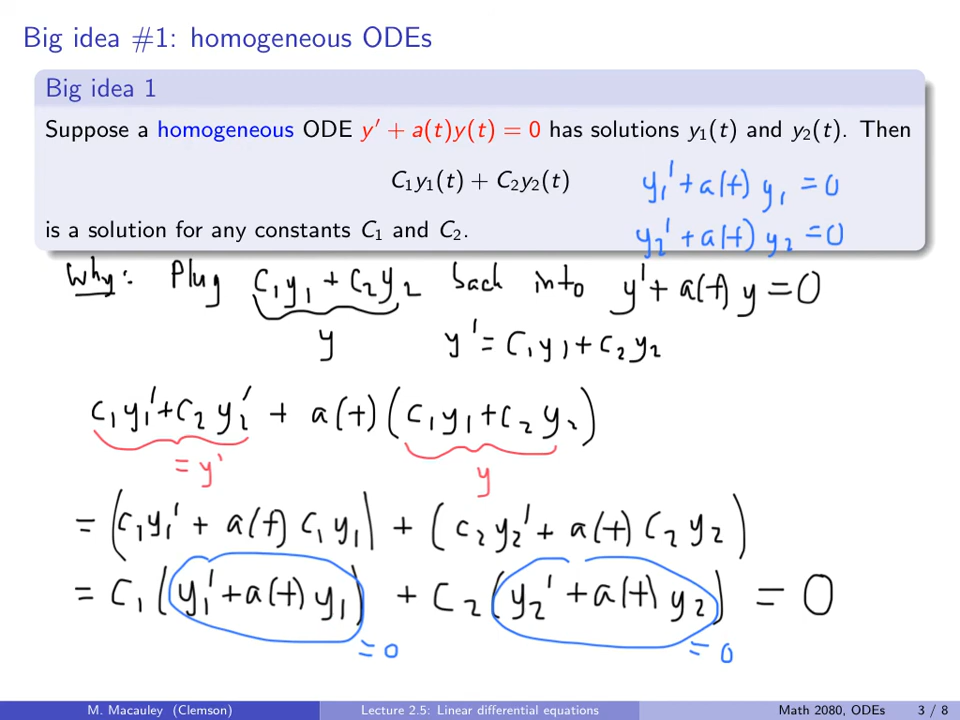 Big idea #1: homogeneous ODEs
Big idea 1
Suppose a homogeneous ODE y′ + a(t)y(t) = 0 has solutions y₁(t) and y₂(t). Then
C₁y₁(t) + C₂y₂(t)
y₁' + a(t) y₁ = 0
is a solution for any constants C₁ and C₂.
y₂' + a(t) y₂ = 0
Why: Plug C₁y₁ + C₂y₂ back into y' + a(t) y = 0
y y' = C₁y₁ + C₂y₂
C₁y₁' + C₂y₂' + a(t) (C₁y₁ + C₂y₂)
= y' y
= (C₁y₁' + a(t) C₁y₁) + (C₂y₂' + a(t) C₂y₂)
= C₁ (y₁' + a(t) y₁) + C₂ (y₂' + a(t) y₂) = 0
= 0 = 0
M. Macauley (Clemson) Lecture 2.5: Linear differential equations Math 2080, ODEs 3 / 8